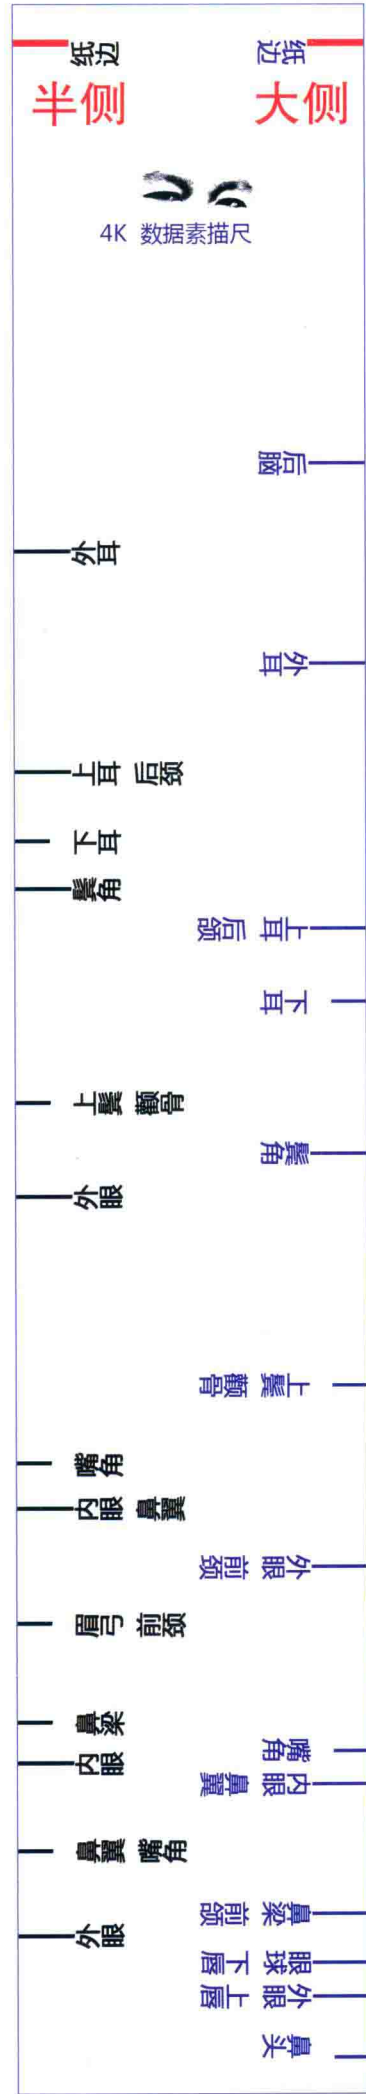 纸边
半侧
纸边
大侧
4K 数据素描尺
外耳
上耳 后颈
下耳
鬓角
上鬓 颧骨
外眼
嘴角
内眼 鼻翼
眉弓 前颈
鼻梁
内眼
鼻翼 嘴角
外眼
后脑
外耳
上耳 后颌
下耳
鬓角
上鬓 颧骨
外眼 前颈
嘴角
内眼 鼻翼
鼻梁 前颌
眼球 下唇
外眼 上唇
鼻头